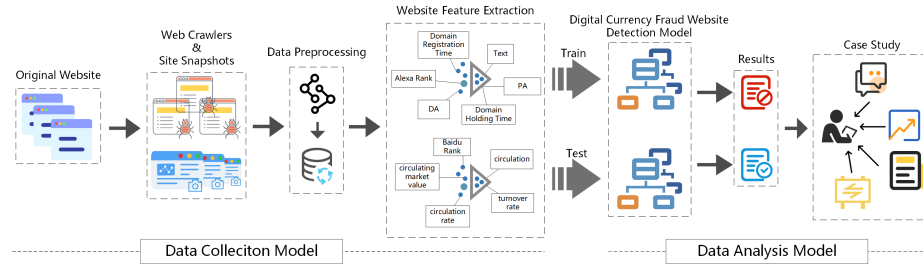 Original Website
Web Crawlers
&
Site Snapshots
Data Preprocessing
Website Feature Extraction
Domain
Registration
Time
Text
Alexa Rank
PA
DA
Domain
Holding Time
Baidu
Rank
circulation
circulating
market
value
turnover
rate
circulation
rate
Train
Test
Digital Currency Fraud Website
Detection Model
Results
Case Study
Data Colleciton Model
Data Analysis Model